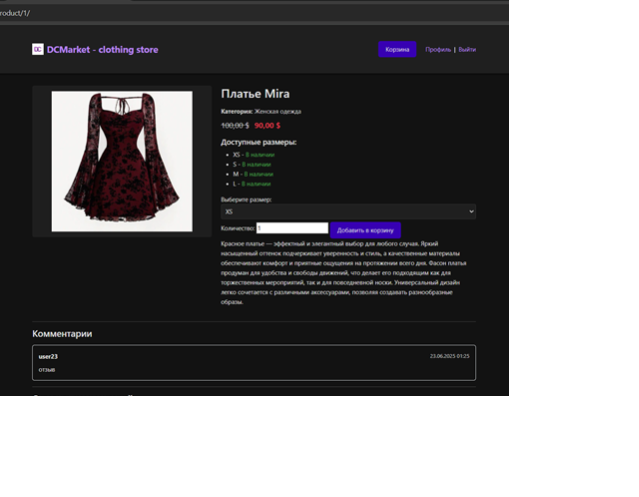 roduct/1/
DC DCMarket - clothing store
Корзина
Профиль | Выйти
Платье Mira
Категория: Женская одежда
100,00 $ 90,00 $
Доступные размеры:
XS - В наличии
S - В наличии
M - В наличии
L - В наличии
Выберите размер:
XS
Количество: 1 Добавить в корзину
Красное платье — эффектный и элегантный выбор для любого случая. Яркий
насыщенный оттенок подчеркивает уверенность и стиль, а качественные материалы
обеспечивают комфорт и приятные ощущения на протяжении всего дня. Фасон платья
продуман для удобства и свободы движений, что делает его подходящим как для
торжественных мероприятий, так и для повседневной носки. Универсальный дизайн
легко сочетается с различными аксессуарами, позволяя создавать разнообразные
образы.
Комментарии
user23 23.06.2025 01:25
отзыв